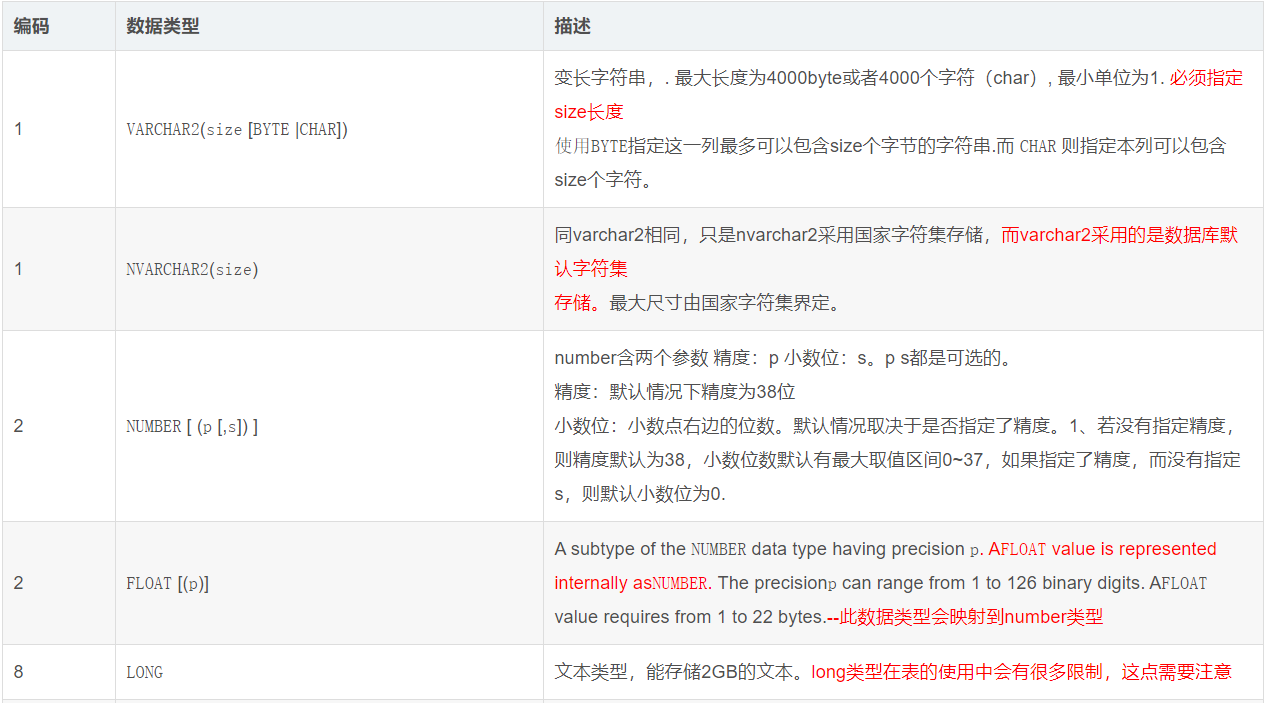 编码 数据类型 描述
变长字符串，. 最大长度为4000byte或者4000个字符（char）, 最小单位为1. 必须指定
size长度
1 VARCHAR2(size [BYTE |CHAR])
使用BYTE指定这一列最多可以包含size个字节的字符串.而 CHAR 则指定本列可以包含
size个字符。
同varchar2相同，只是nvarchar2采用国家字符集存储，而varchar2采用的是数据库默
1 NVARCHAR2(size) 认字符集
存储。最大尺寸由国家字符集界定。
number含两个参数 精度：p 小数位：s。p s都是可选的。
精度：默认情况下精度为38位
2 NUMBER [ (p [,s]) ] 小数位：小数点右边的位数。默认情况取决于是否指定了精度。1、若没有指定精度，
则精度默认为38，小数位数默认有最大取值区间0~37，如果指定了精度，而没有指定
s，则默认小数位为0.
A subtype of the NUMBER data type having precision p. AFLOAT value is represented
2 FLOAT [(p)] internally asNUMBER. The precisionp can range from 1 to 126 binary digits. AFLOAT
value requires from 1 to 22 bytes.--此数据类型会映射到number类型
8 LONG 文本类型，能存储2GB的文本。long类型在表的使用中会有很多限制，这点需要注意